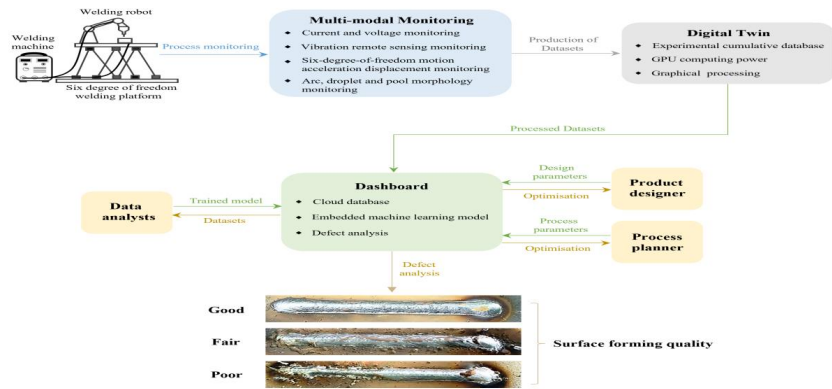 Welding robot
Welding
machine
Six degree of freedom
welding platform
Process monitoring
Multi-modal Monitoring
Current and voltage monitoring
Vibration remote sensing monitoring
Six-degree-of-freedom motion
acceleration displacement monitoring
Arc, droplet and pool morphology
monitoring
Production of
Datasets
Digital Twin
Experimental cumulative database
GPU computing power
Graphical processing
Processed Datasets
Data
analysts
Trained model
Datasets
Dashboard
Cloud database
Embedded machine learning model
Defect analysis
Design
parameters
Optimisation
Product
designer
Process
parameters
Optimisation
Process
planner
Defect
analysis
Good
Fair
Poor
Surface forming quality